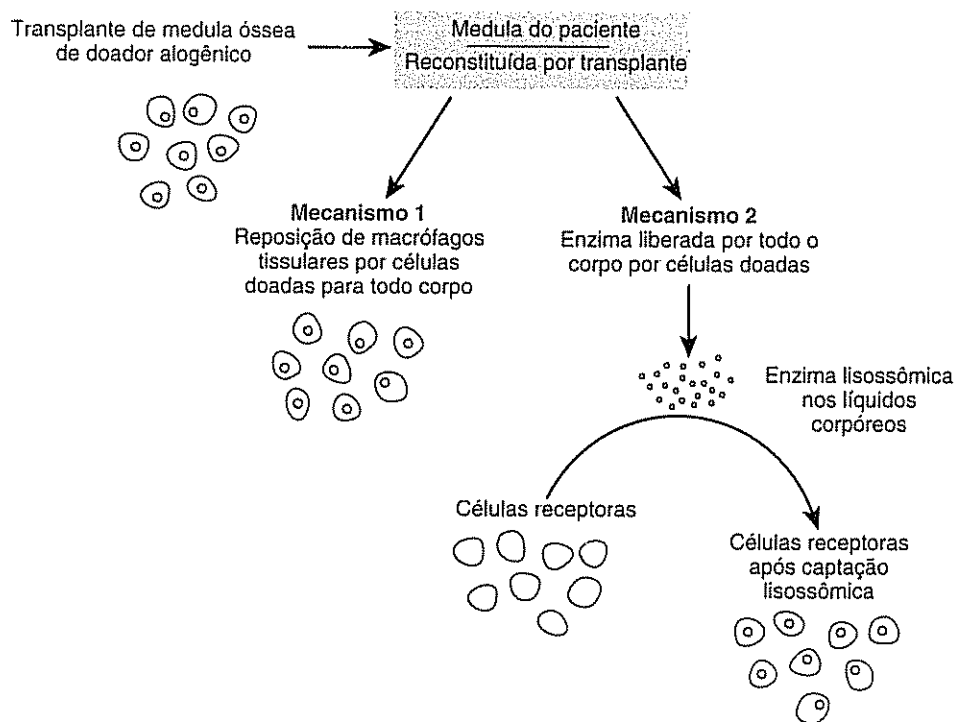 Transplante de medula óssea
de doador alogênico
Medula do paciente
Reconstituída por transplante
Mecanismo 1
Reposição de macrófagos
tissulares por células
doadas para todo corpo
Mecanismo 2
Enzima liberada por todo o
corpo por células doadas
Enzima lisossômica
nos líquidos
corpóreos
Células receptoras
Células receptoras
após captação
lisossômica